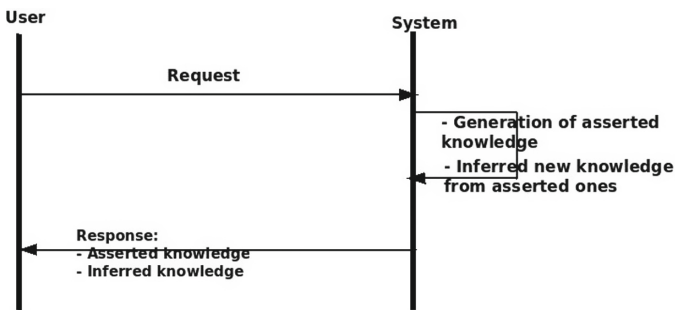 User
System
Request
- Generation of asserted
knowledge
- Inferred new knowledge
from asserted ones
Response:
- Asserted knowledge
- Inferred knowledge